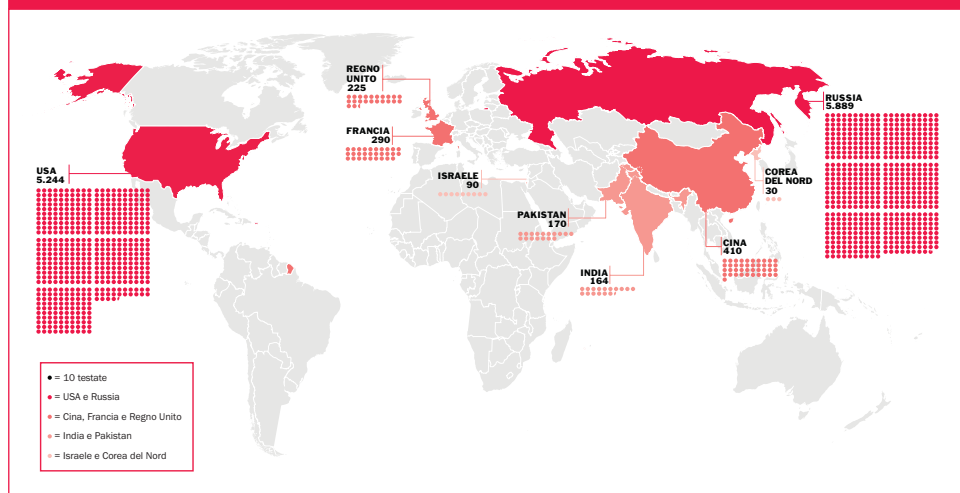 REGNO
UNITO
225
FRANCIA
290
ISRAELE
90
PAKISTAN
170
INDIA
164
USA
5.244
RUSSIA
5.889
COREA
DEL NORD
30
CINA
410
= 10 testate
= USA e Russia
= Cina, Francia e Regno Unito
= India e Pakistan
= Israele e Corea del Nord